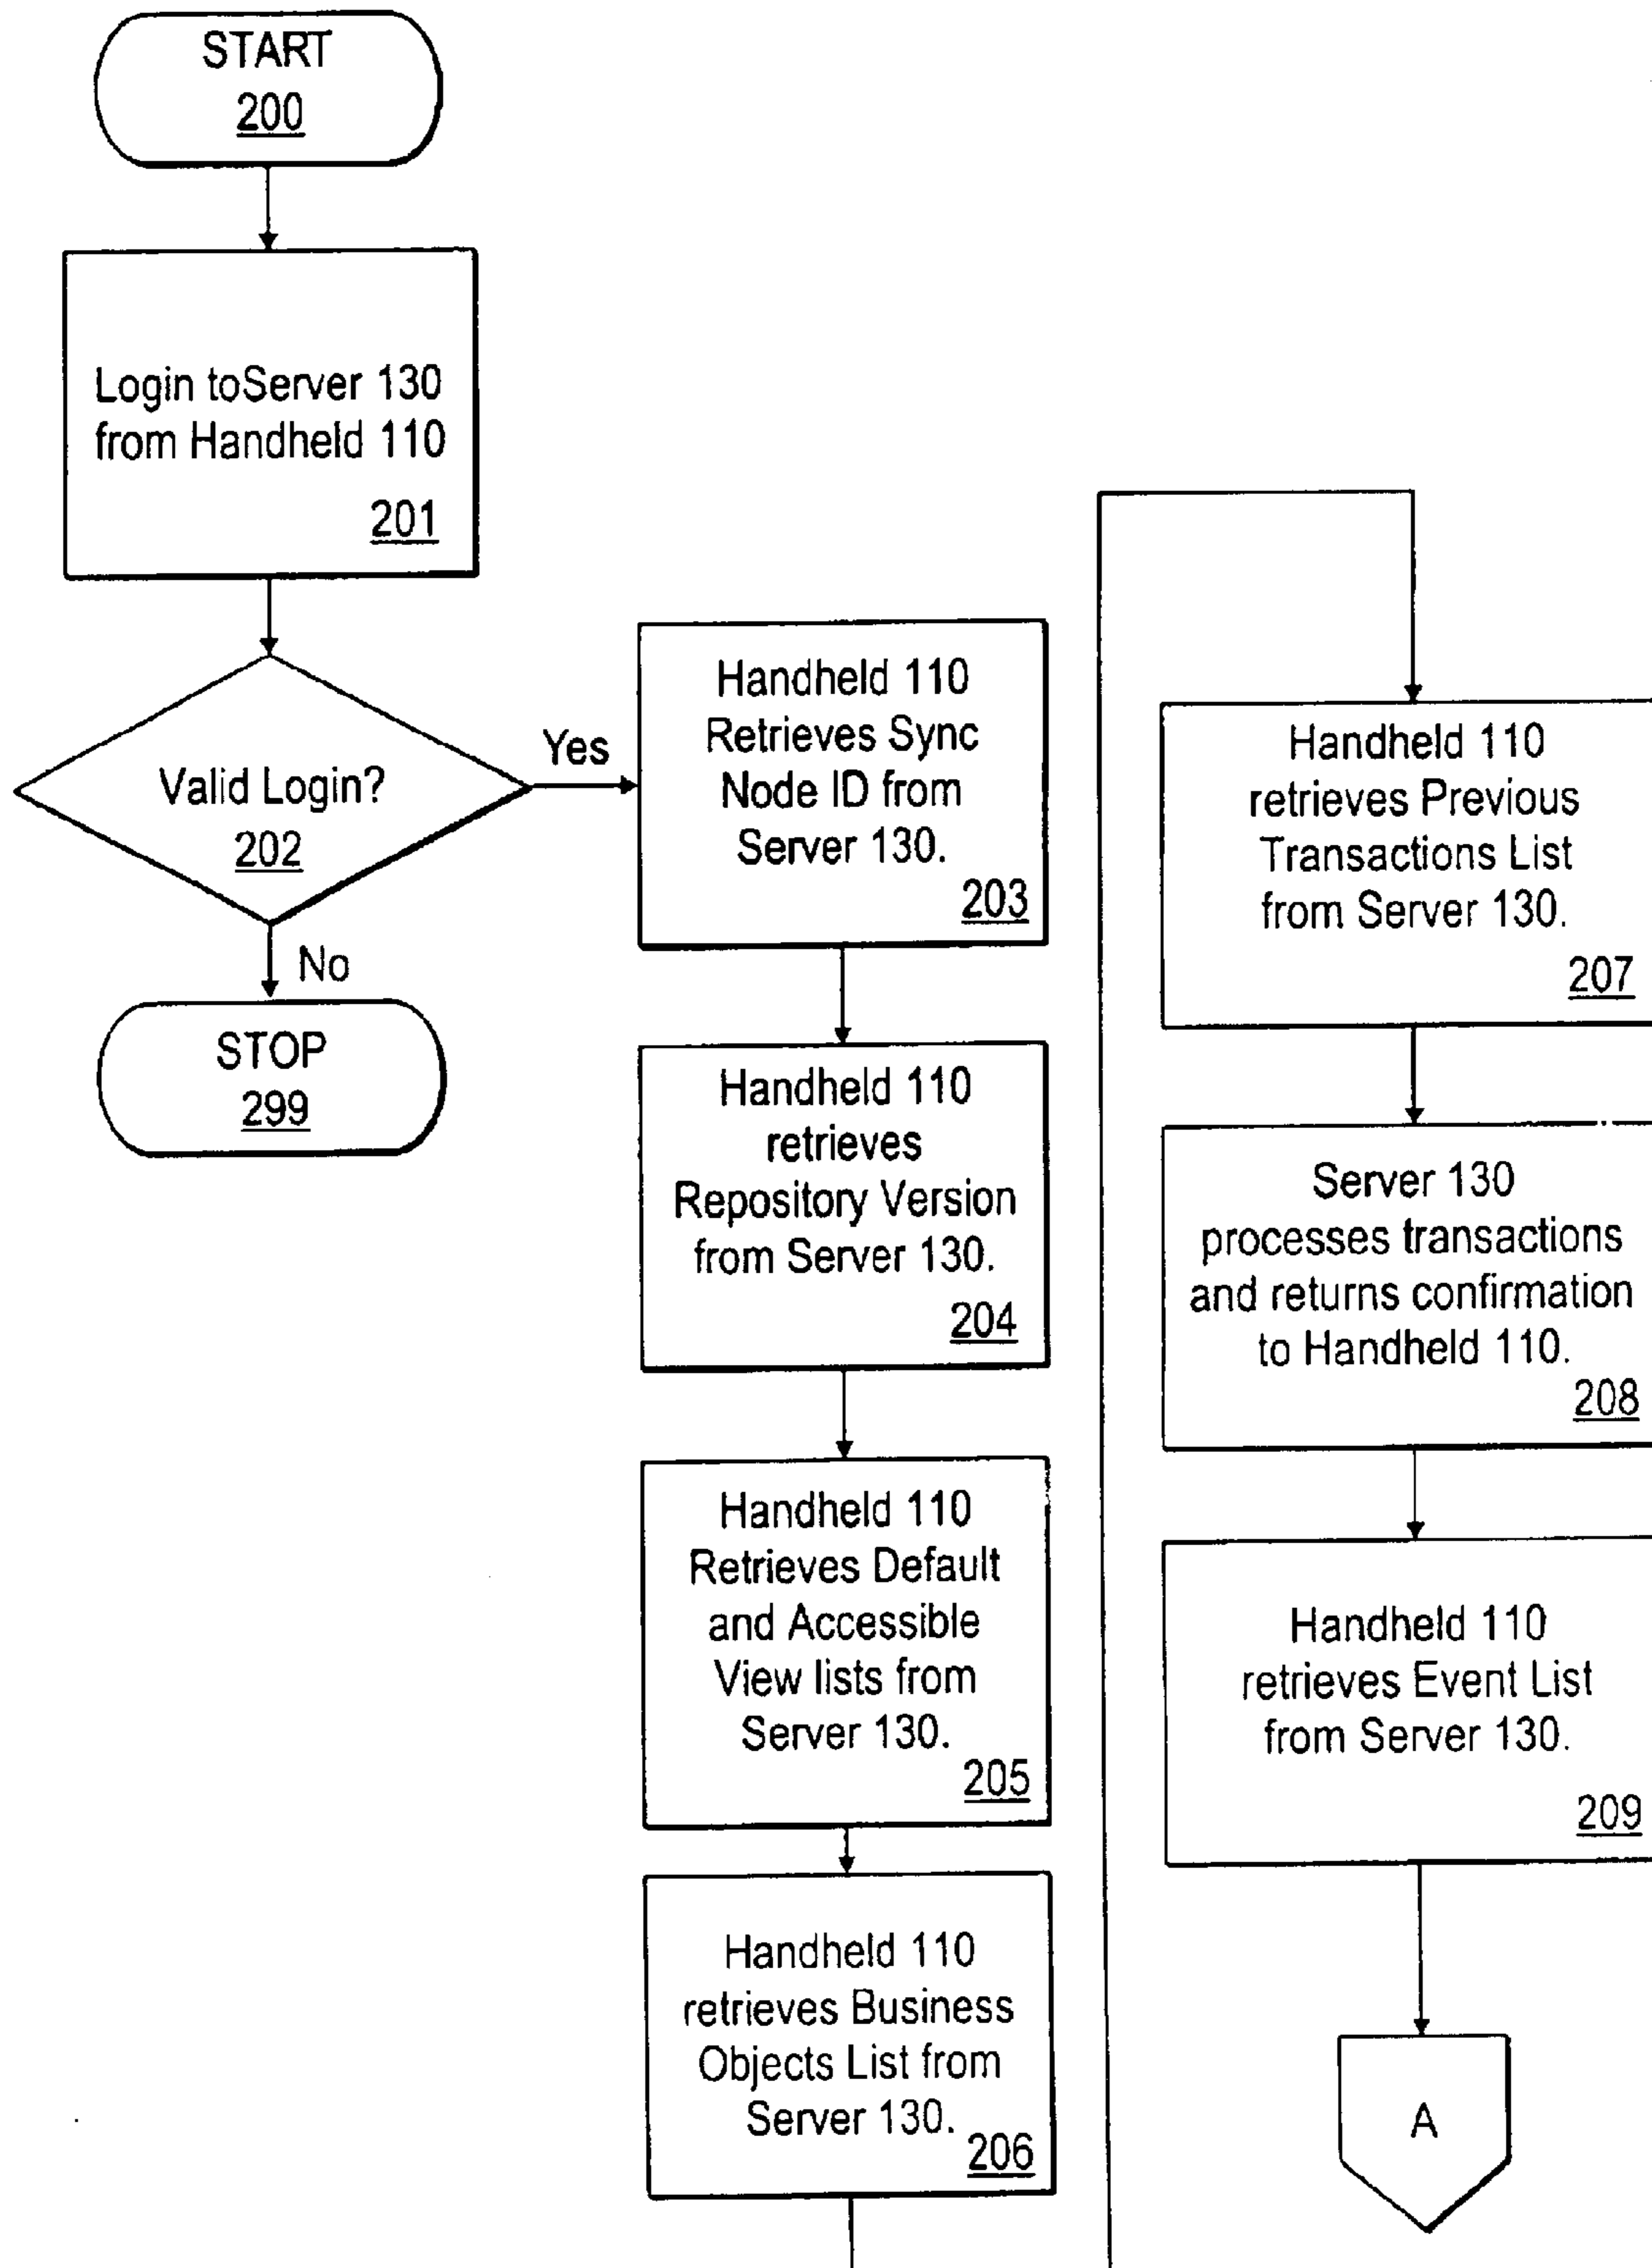 START
200
Login toServer 130
from Handheld 110
201
Valid Login?
202
Yes
No
STOP
299
Handheld 110
Retrieves Sync
Node ID from
Server 130.
203
Handheld 110
retrieves
Repository Version
from Server 130.
204
Handheld 110
Retrieves Default
and Accessible
View lists from
Server 130.
205
Handheld 110
retrieves Business
Objects List from
Server 130.
206
Handheld 110
retrieves Previous
Transactions List
from Server 130.
207
Server 130
processes transactions
and returns confirmation
to Handheld 110.
208
Handheld 110
retrieves Event List
from Server 130.
209
A